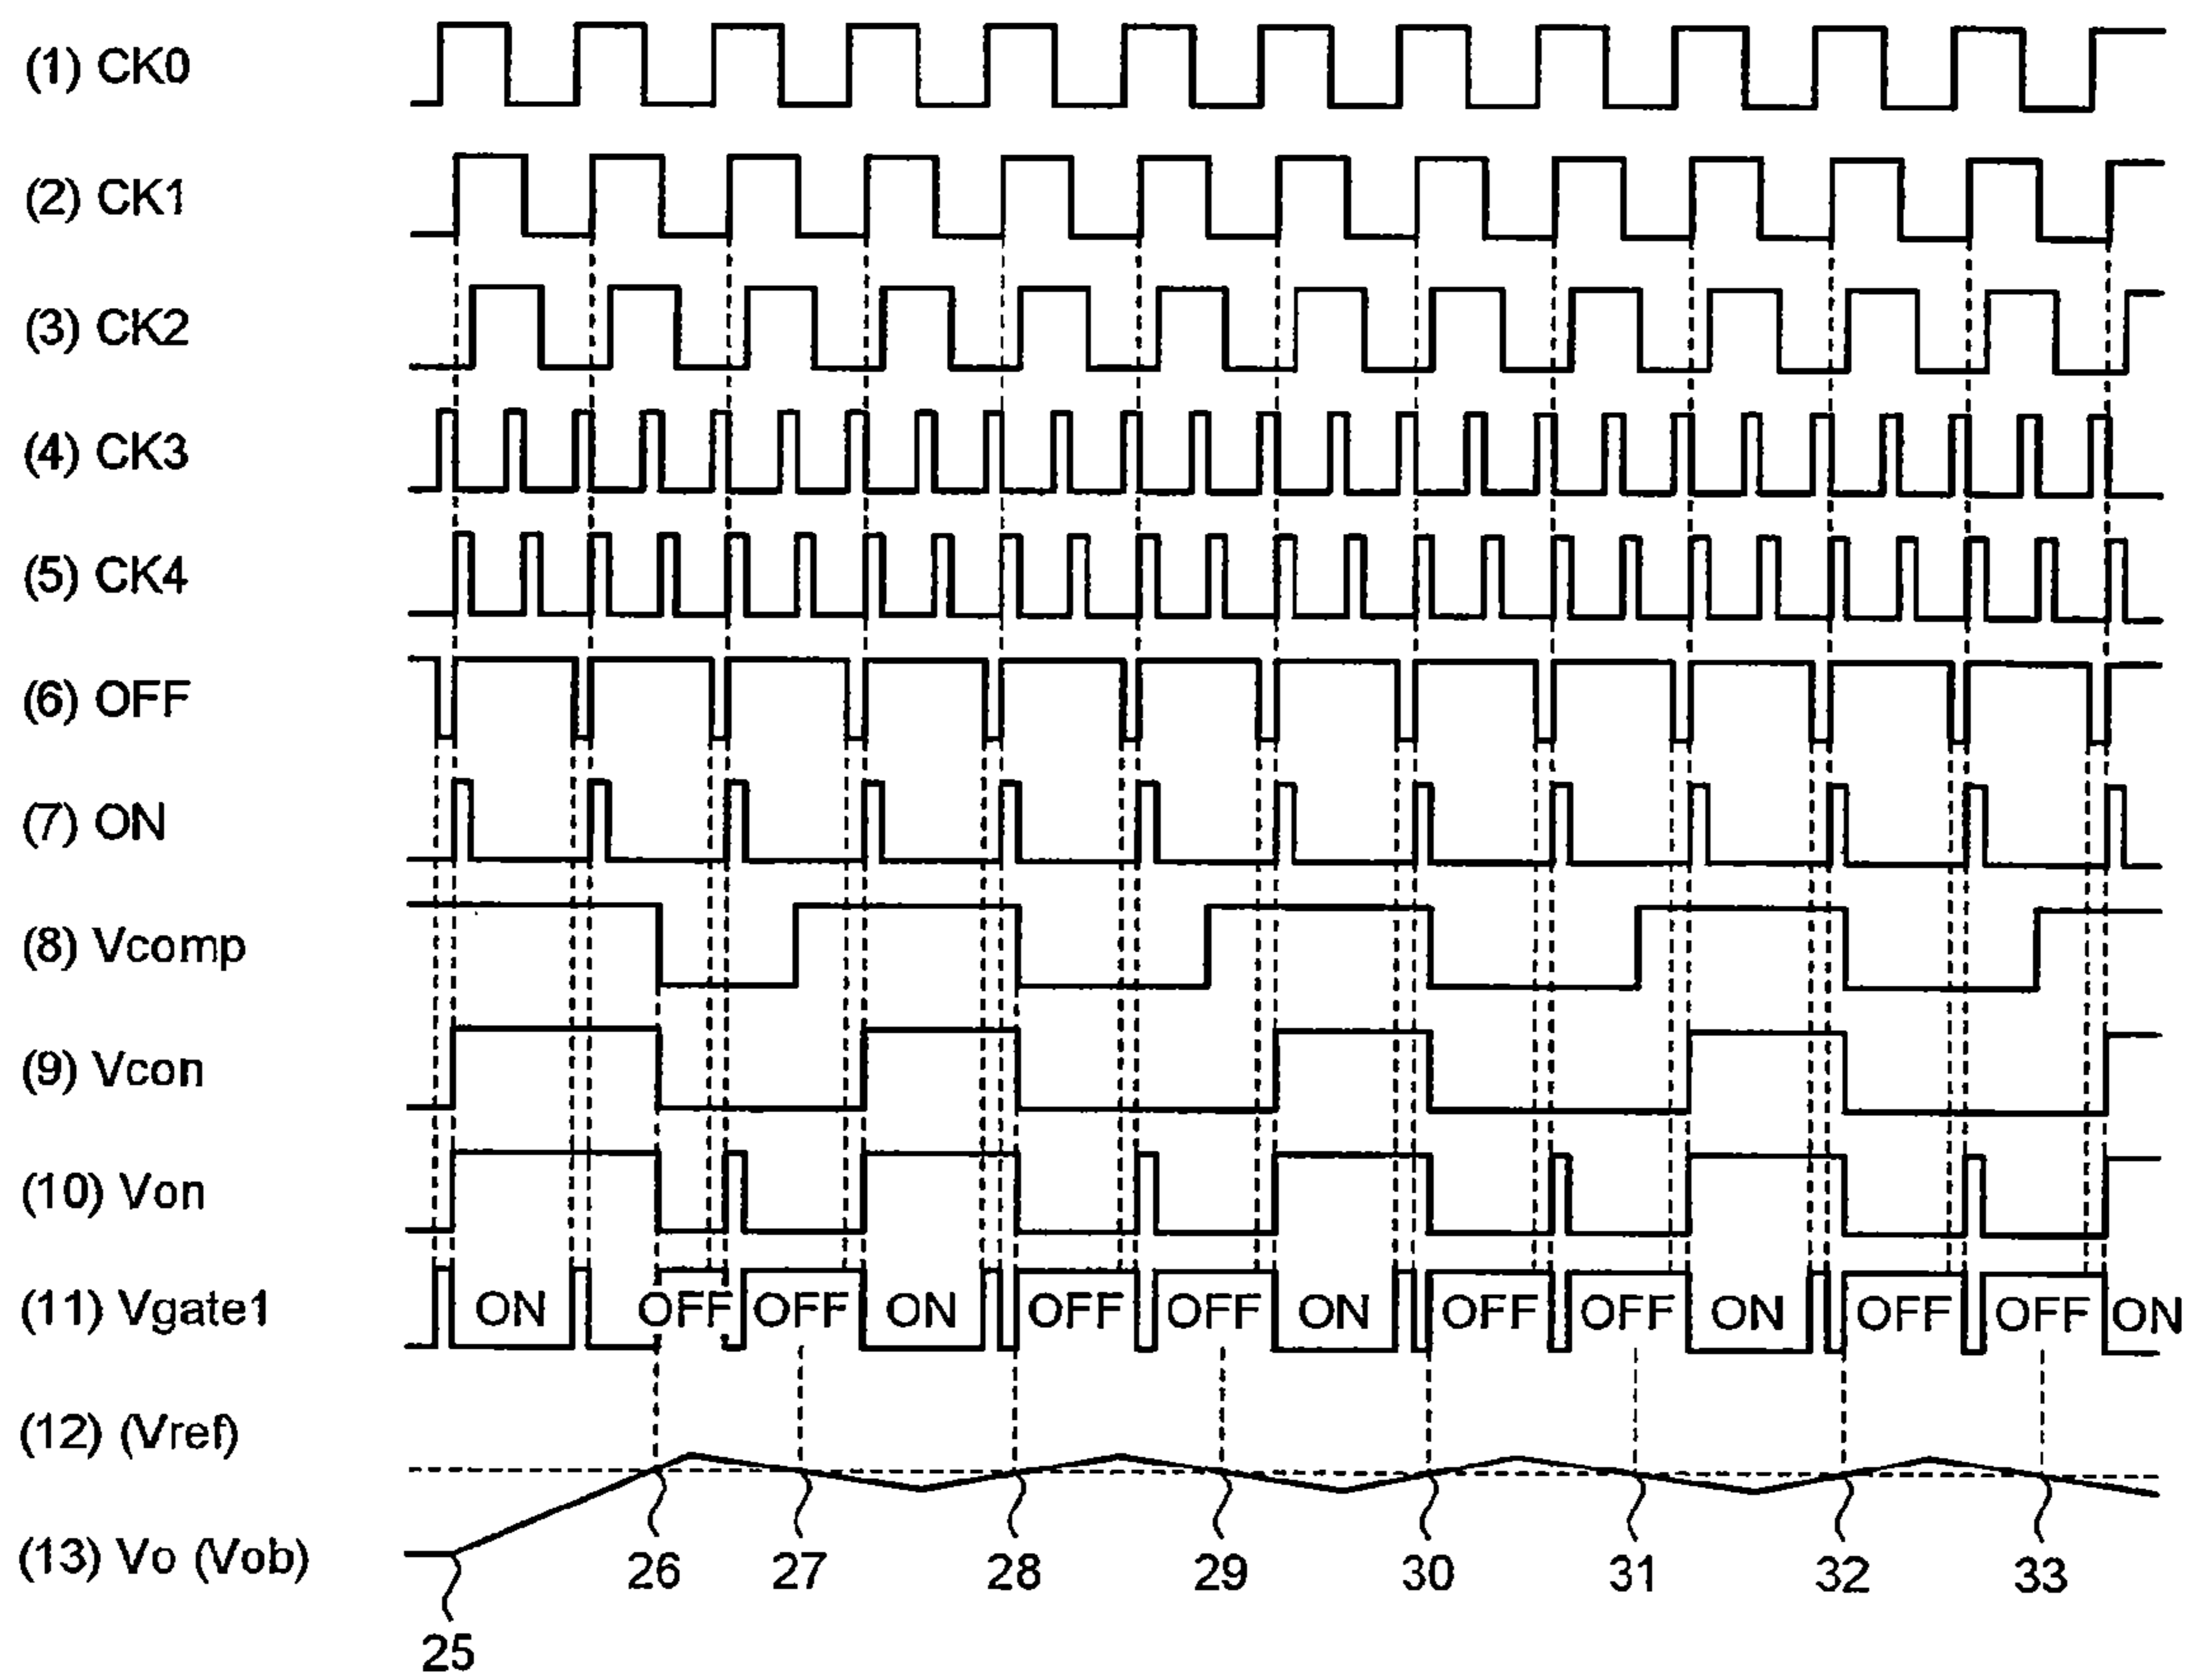 (1) CK0
(2) CK1
(3) CK2
(4) CK3
(5) CK4
(6) OFF
(7) ON
(8) Vcomp
(9) Vcon
(10) Von
(11) Vgate1
ON OFF OFF ON OFF OFF ON OFF OFF ON OFF OFF ON
(12) (Vref)
(13) Vo (Vob)
26 27 28 29 30 31 32 33
25